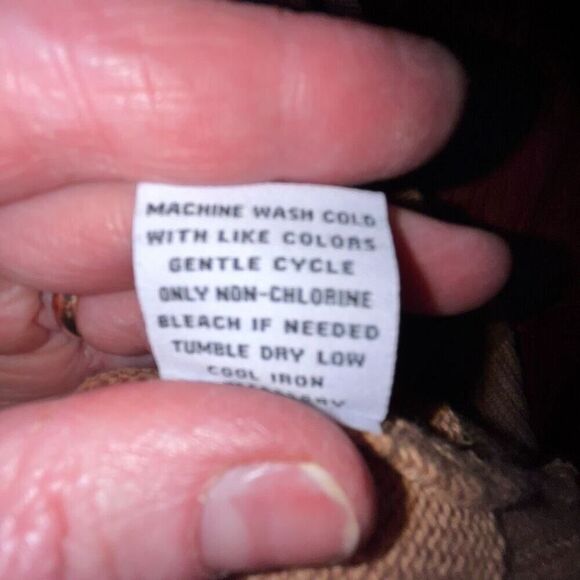 MACHINE WASH COLD
WITH LIKE COLORS
GENTLE CYCLE
ONLY NON-CHLORINE
BLEACH IF NEEDED
TUMBLE DRY LOW
COOL IRON